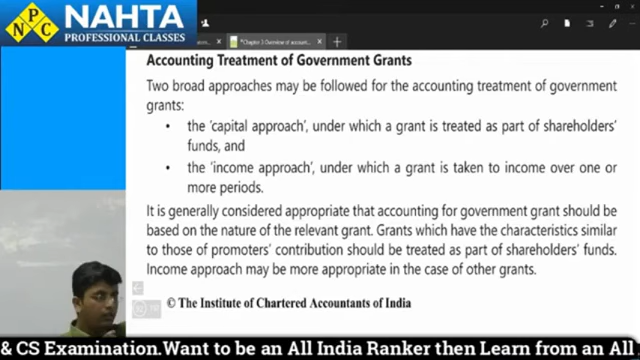 NAHTA
NPC
PROFESSIONAL CLASSES
*Chapter 3 Overview of account...
Accounting Treatment of Government Grants
Two broad approaches may be followed for the accounting treatment of government
grants:
• the ‘capital approach’, under which a grant is treated as part of shareholders’
funds, and
• the ‘income approach’, under which a grant is taken to income over one or
more periods.
It is generally considered appropriate that accounting for government grant should be
based on the nature of the relevant grant. Grants which have the characteristics similar
to those of promoters’ contribution should be treated as part of shareholders’ funds.
Income approach may be more appropriate in the case of other grants.
© The Institute of Chartered Accountants of India
& CS Examination.Want to be an All India Ranker then Learn from an All